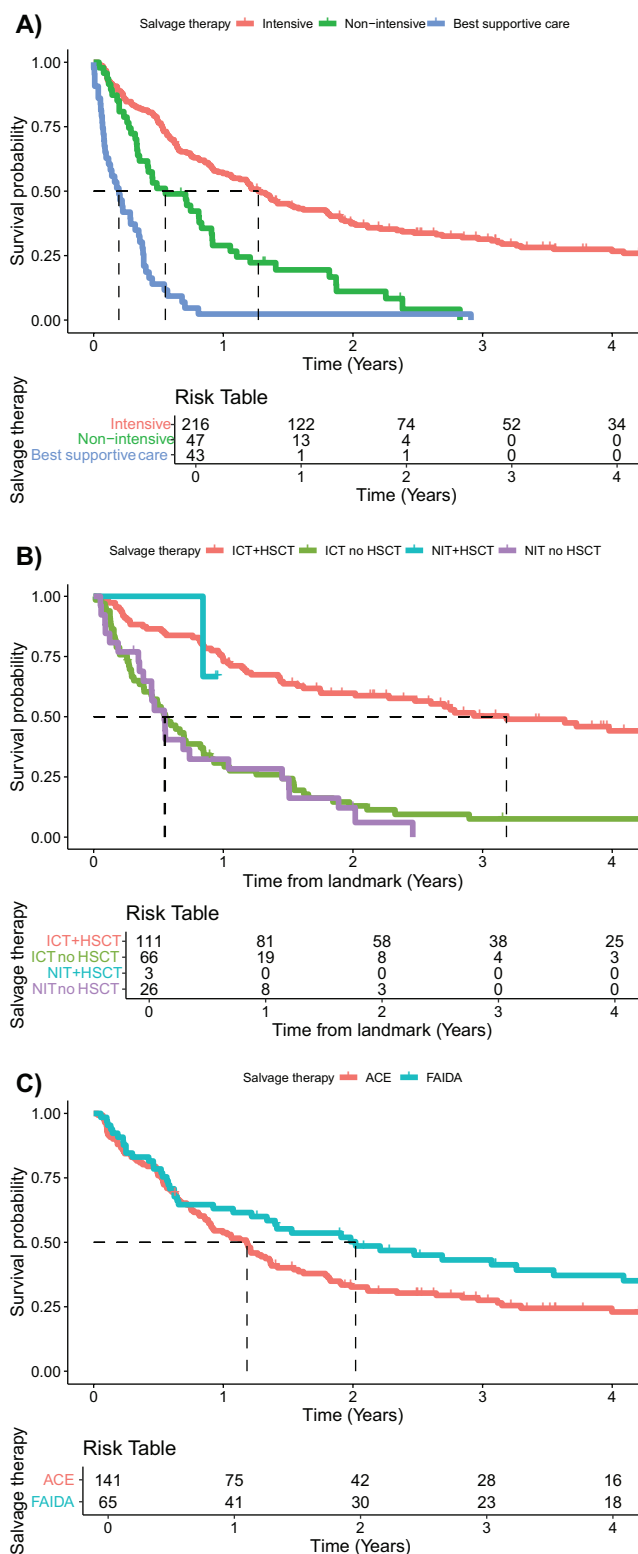 A)
Salvage therapy Intensive Non-intensive Best supportive care
Survival probability
1.00
0.75
0.50
0.25
0.00
0 1 2 3 4
Time (Years)
Risk Table
Salvage therapy
Intensive 216 122 74 52 34
Non-intensive 47 13 4 0 0
Best supportive care 43 1 1 0 0
0 1 2 3 4
Time (Years)
B)
Salvage therapy ICT+HSCT ICT no HSCT NIT+HSCT NIT no HSCT
Survival probability
1.00
0.75
0.50
0.25
0.00
0 1 2 3 4
Time from landmark (Years)
Risk Table
Salvage therapy
ICT+HSCT 111 81 58 38 25
ICT no HSCT 66 19 8 4 3
NIT+HSCT 3 0 0 0 0
NIT no HSCT 26 8 3 0 0
0 1 2 3 4
Time from landmark (Years)
C)
Salvage therapy ACE FAIDA
Survival probability
1.00
0.75
0.50
0.25
0.00
0 1 2 3 4
Time (Years)
Risk Table
Salvage therapy
ACE 141 75 42 28 16
FAIDA 65 41 30 23 18
0 1 2 3 4
Time (Years)